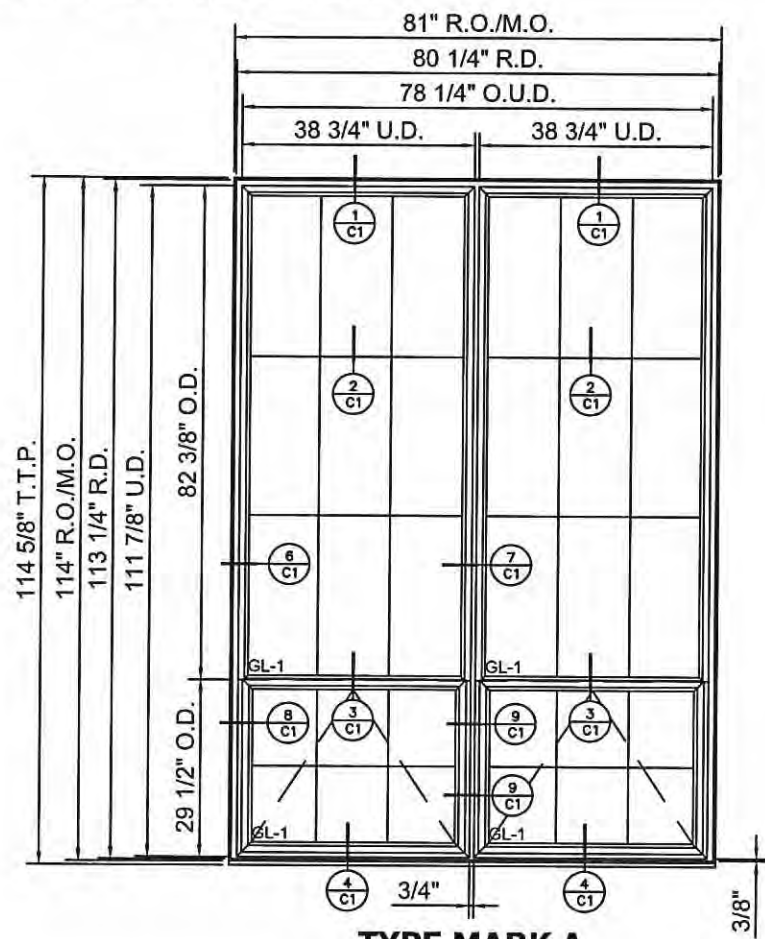 81" R.O./M.O.
80 1/4" R.D.
78 1/4" O.U.D.
38 3/4" U.D. 38 3/4" U.D.
114 5/8" T.T.P.
114" R.O./M.O.
113 1/4" R.D.
111 7/8" U.D.
82 3/8" O.D.
29 1/2" O.D.
1
C1
1
C1
2
C1
2
C1
6
C1
7
C1
GL-1 GL-1
8
C1
3
C1
9
C1
3
C1
9
C1
GL-1 GL-1
4
C1
3/4"
4
C1
3/8"
TYPE MARK A